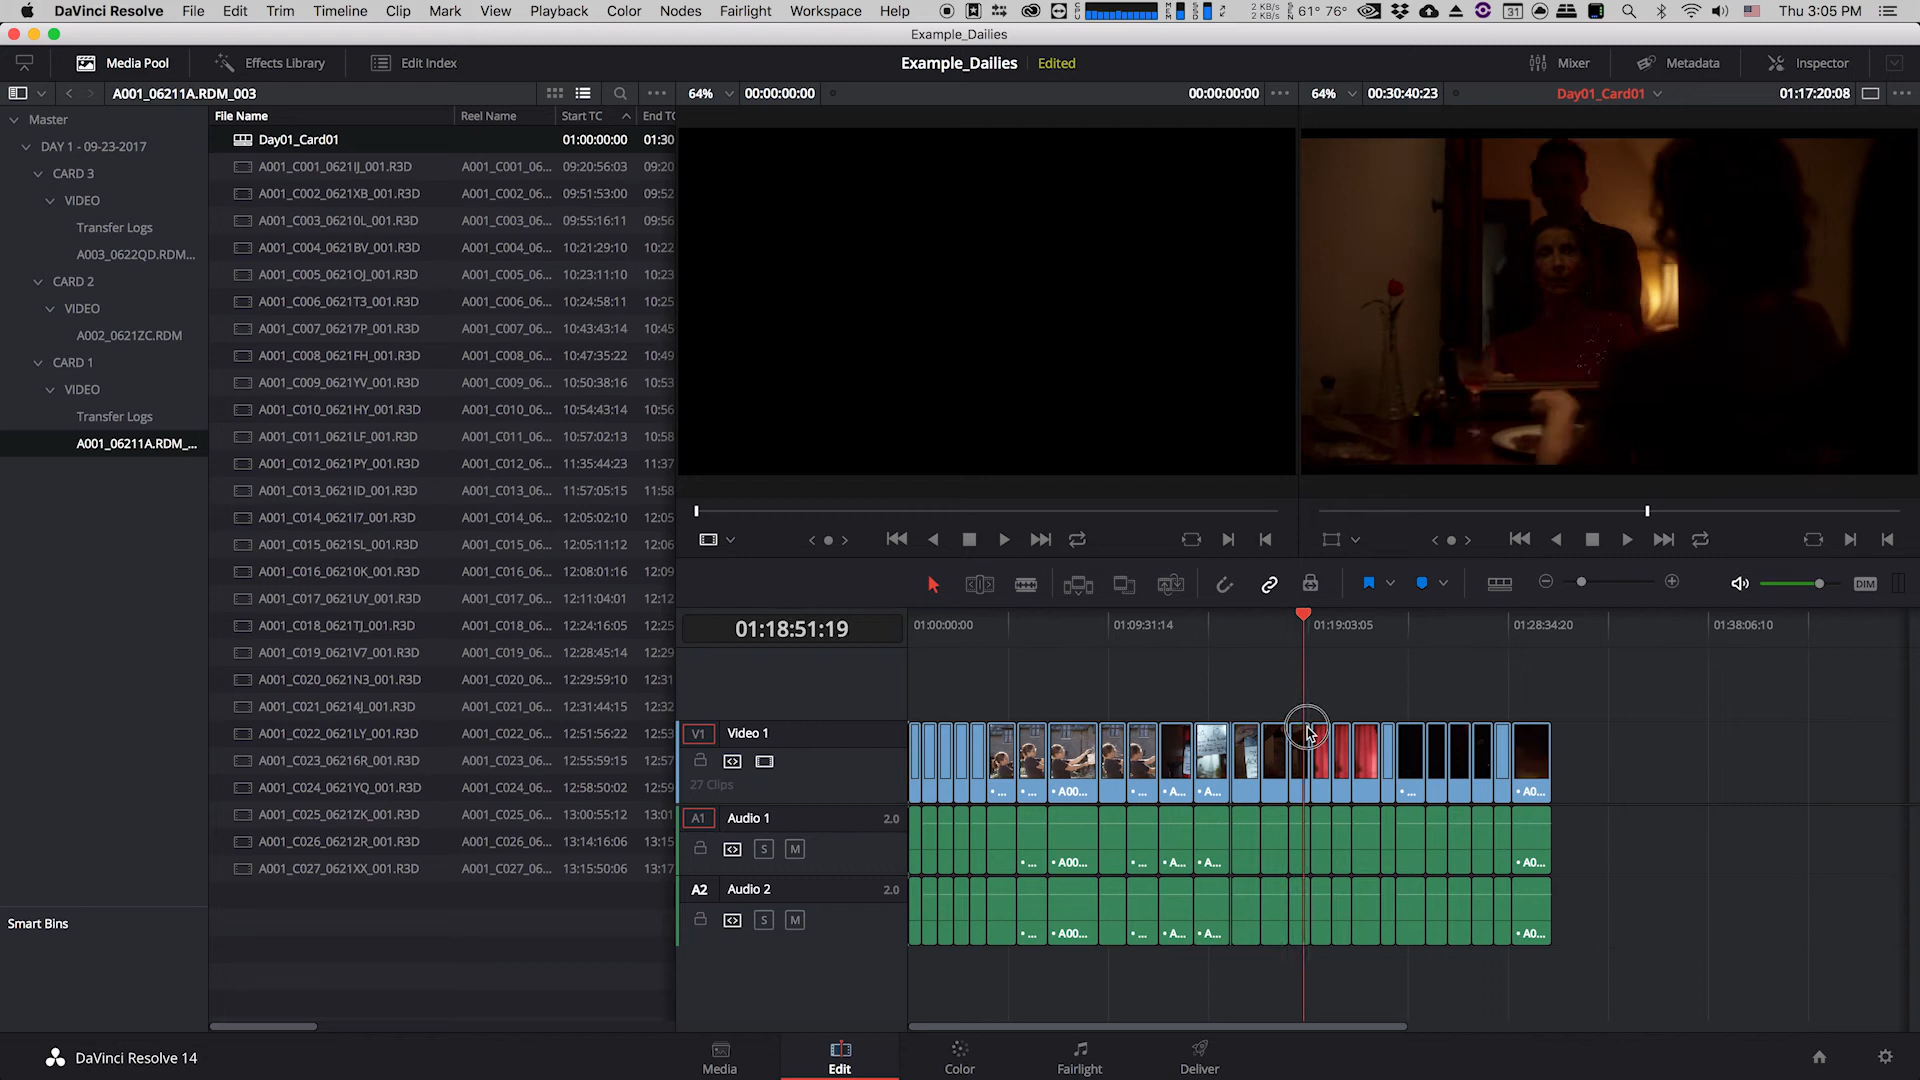 DaVinci Resolve File Edit Trim Timeline Clip Mark View Playback Color Nodes Fairlight Workspace Help 2 KB/s 2 KB/s 61° 76° 31 Thu 3:05 PM
Example_Dailies
Media Pool Effects Library Edit Index Example_Dailies Edited Mixer Metadata Inspector
A001_06211A.RDM_003 64% 00:00:00:00 00:00:00:00 64% 00:30:40:23 Day01_Card01 01:17:20:08
File Name Reel Name Start TC End TC
Master
DAY 1 - 09-23-2017
CARD 3
VIDEO
Transfer Logs
A003_0622QD.RDM...
CARD 2
VIDEO
A002_0621ZC.RDM
CARD 1
VIDEO
Transfer Logs
A001_06211A.RDM_...
Smart Bins
Day01_Card01 01:00:00:00 01:30
A001_C001_0621IJ_001.R3D A001_C001_06... 09:20:56:03 09:20
A001_C002_0621XB_001.R3D A001_C002_06... 09:51:53:00 09:52
A001_C003_06210L_001.R3D A001_C003_06... 09:55:16:11 09:56
A001_C004_0621BV_001.R3D A001_C004_06... 10:21:29:10 10:22
A001_C005_0621OJ_001.R3D A001_C005_06... 10:23:11:10 10:23
A001_C006_0621T3_001.R3D A001_C006_06... 10:24:58:11 10:25
A001_C007_06217P_001.R3D A001_C007_06... 10:43:43:14 10:45
A001_C008_0621FH_001.R3D A001_C008_06... 10:47:35:22 10:49
A001_C009_0621YV_001.R3D A001_C009_06... 10:50:38:16 10:53
A001_C010_0621HY_001.R3D A001_C010_06... 10:54:43:14 10:56
A001_C011_0621LF_001.R3D A001_C011_06... 10:57:02:13 10:58
A001_C012_0621PY_001.R3D A001_C012_06... 11:35:44:23 11:37
A001_C013_0621ID_001.R3D A001_C013_06... 11:57:05:15 11:58
A001_C014_0621I7_001.R3D A001_C014_06... 12:05:02:10 12:05
A001_C015_0621SL_001.R3D A001_C015_06... 12:05:11:12 12:06
A001_C016_06210K_001.R3D A001_C016_06... 12:08:01:16 12:09
A001_C017_0621UY_001.R3D A001_C017_06... 12:11:04:01 12:12
A001_C018_0621TJ_001.R3D A001_C018_06... 12:24:16:05 12:25
A001_C019_0621V7_001.R3D A001_C019_06... 12:28:45:14 12:29
A001_C020_0621N3_001.R3D A001_C020_06... 12:29:59:10 12:31
A001_C021_06214J_001.R3D A001_C021_06... 12:31:44:15 12:32
A001_C022_0621LY_001.R3D A001_C022_06... 12:51:56:22 12:53
A001_C023_06216R_001.R3D A001_C023_06... 12:55:59:15 12:57
A001_C024_0621YQ_001.R3D A001_C024_06... 12:58:50:02 12:59
A001_C025_0621ZK_001.R3D A001_C025_06... 13:00:55:12 13:01
A001_C026_06212R_001.R3D A001_C026_06... 13:14:16:06 13:15
A001_C027_0621XX_001.R3D A001_C027_06... 13:15:50:06 13:17
DIM
01:18:51:19 01:00:00:00 01:09:31:14 01:19:03:05 01:28:34:20 01:38:06:10
V1 Video 1
27 Clips
... ... A00... ... ... A... A... ... A0...
A1 Audio 1 2.0
S M ... A00... ... A... A... A0...
A2 Audio 2 2.0
S M ... A00... ... A... A... A0...
DaVinci Resolve 14 Media Edit Color Fairlight Deliver